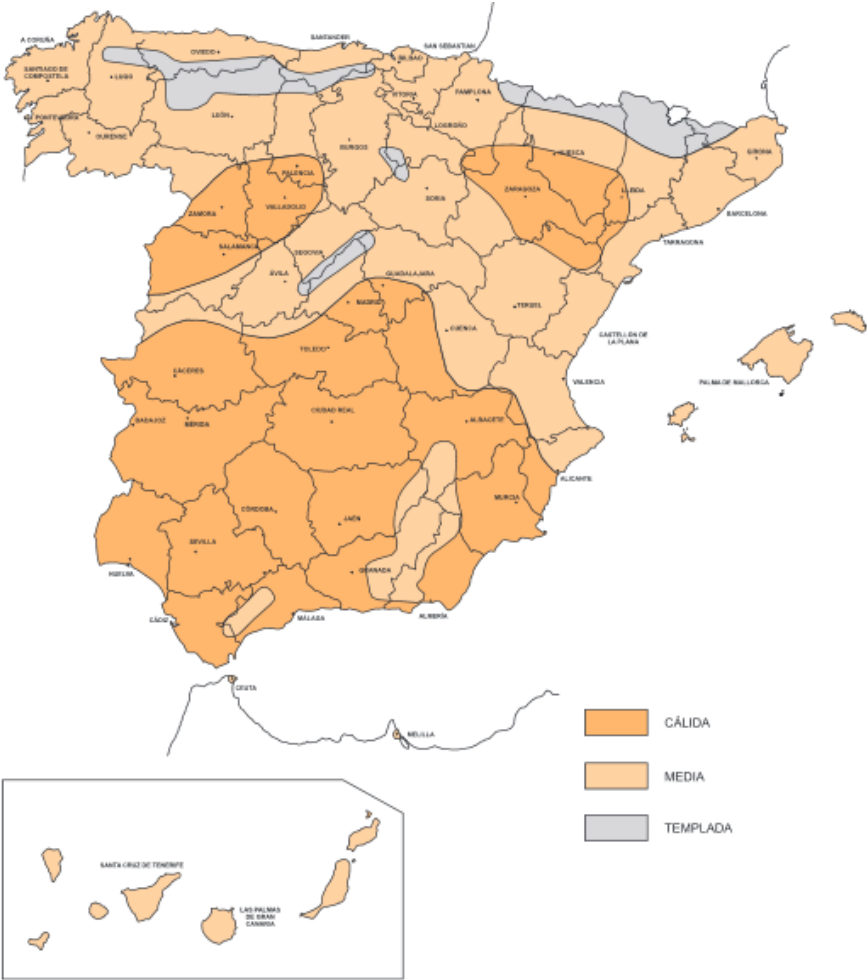 A CORUÑA
SANTIAGO DE
COMPOSTELA
LUGO
OVIEDO
SANTANDER
SAN SEBASTIAN
BILBAO
VITORIA
PAMPLONA
PONTEVEDRA
OURENSE
LEÓN
BURGOS
LOGROÑO
HUESCA
GIRONA
PALENCIA
ZAMORA
VALLADOLID
SORIA
ZARAGOZA
LLEIDA
BARCELONA
TARRAGONA
SALAMANCA
SEGOVIA
ÁVILA
GUADALAJARA
MADRID
TERUEL
CUENCA
CASTELLÓN DE
LA PLANA
TOLEDO
CÁCERES
VALENCIA
PALMA DE MALLORCA
BADAJOZ
MÉRIDA
CIUDAD REAL
ALBACETE
ALICANTE
CÓRDOBA
JAÉN
MURCIA
SEVILLA
HUELVA
GRANADA
CÁDIZ
MÁLAGA
ALMERÍA
CEUTA
MELILLA
CÁLIDA
MEDIA
TEMPLADA
SANTA CRUZ DE TENERIFE
LAS PALMAS
DE GRAN
CANARIA